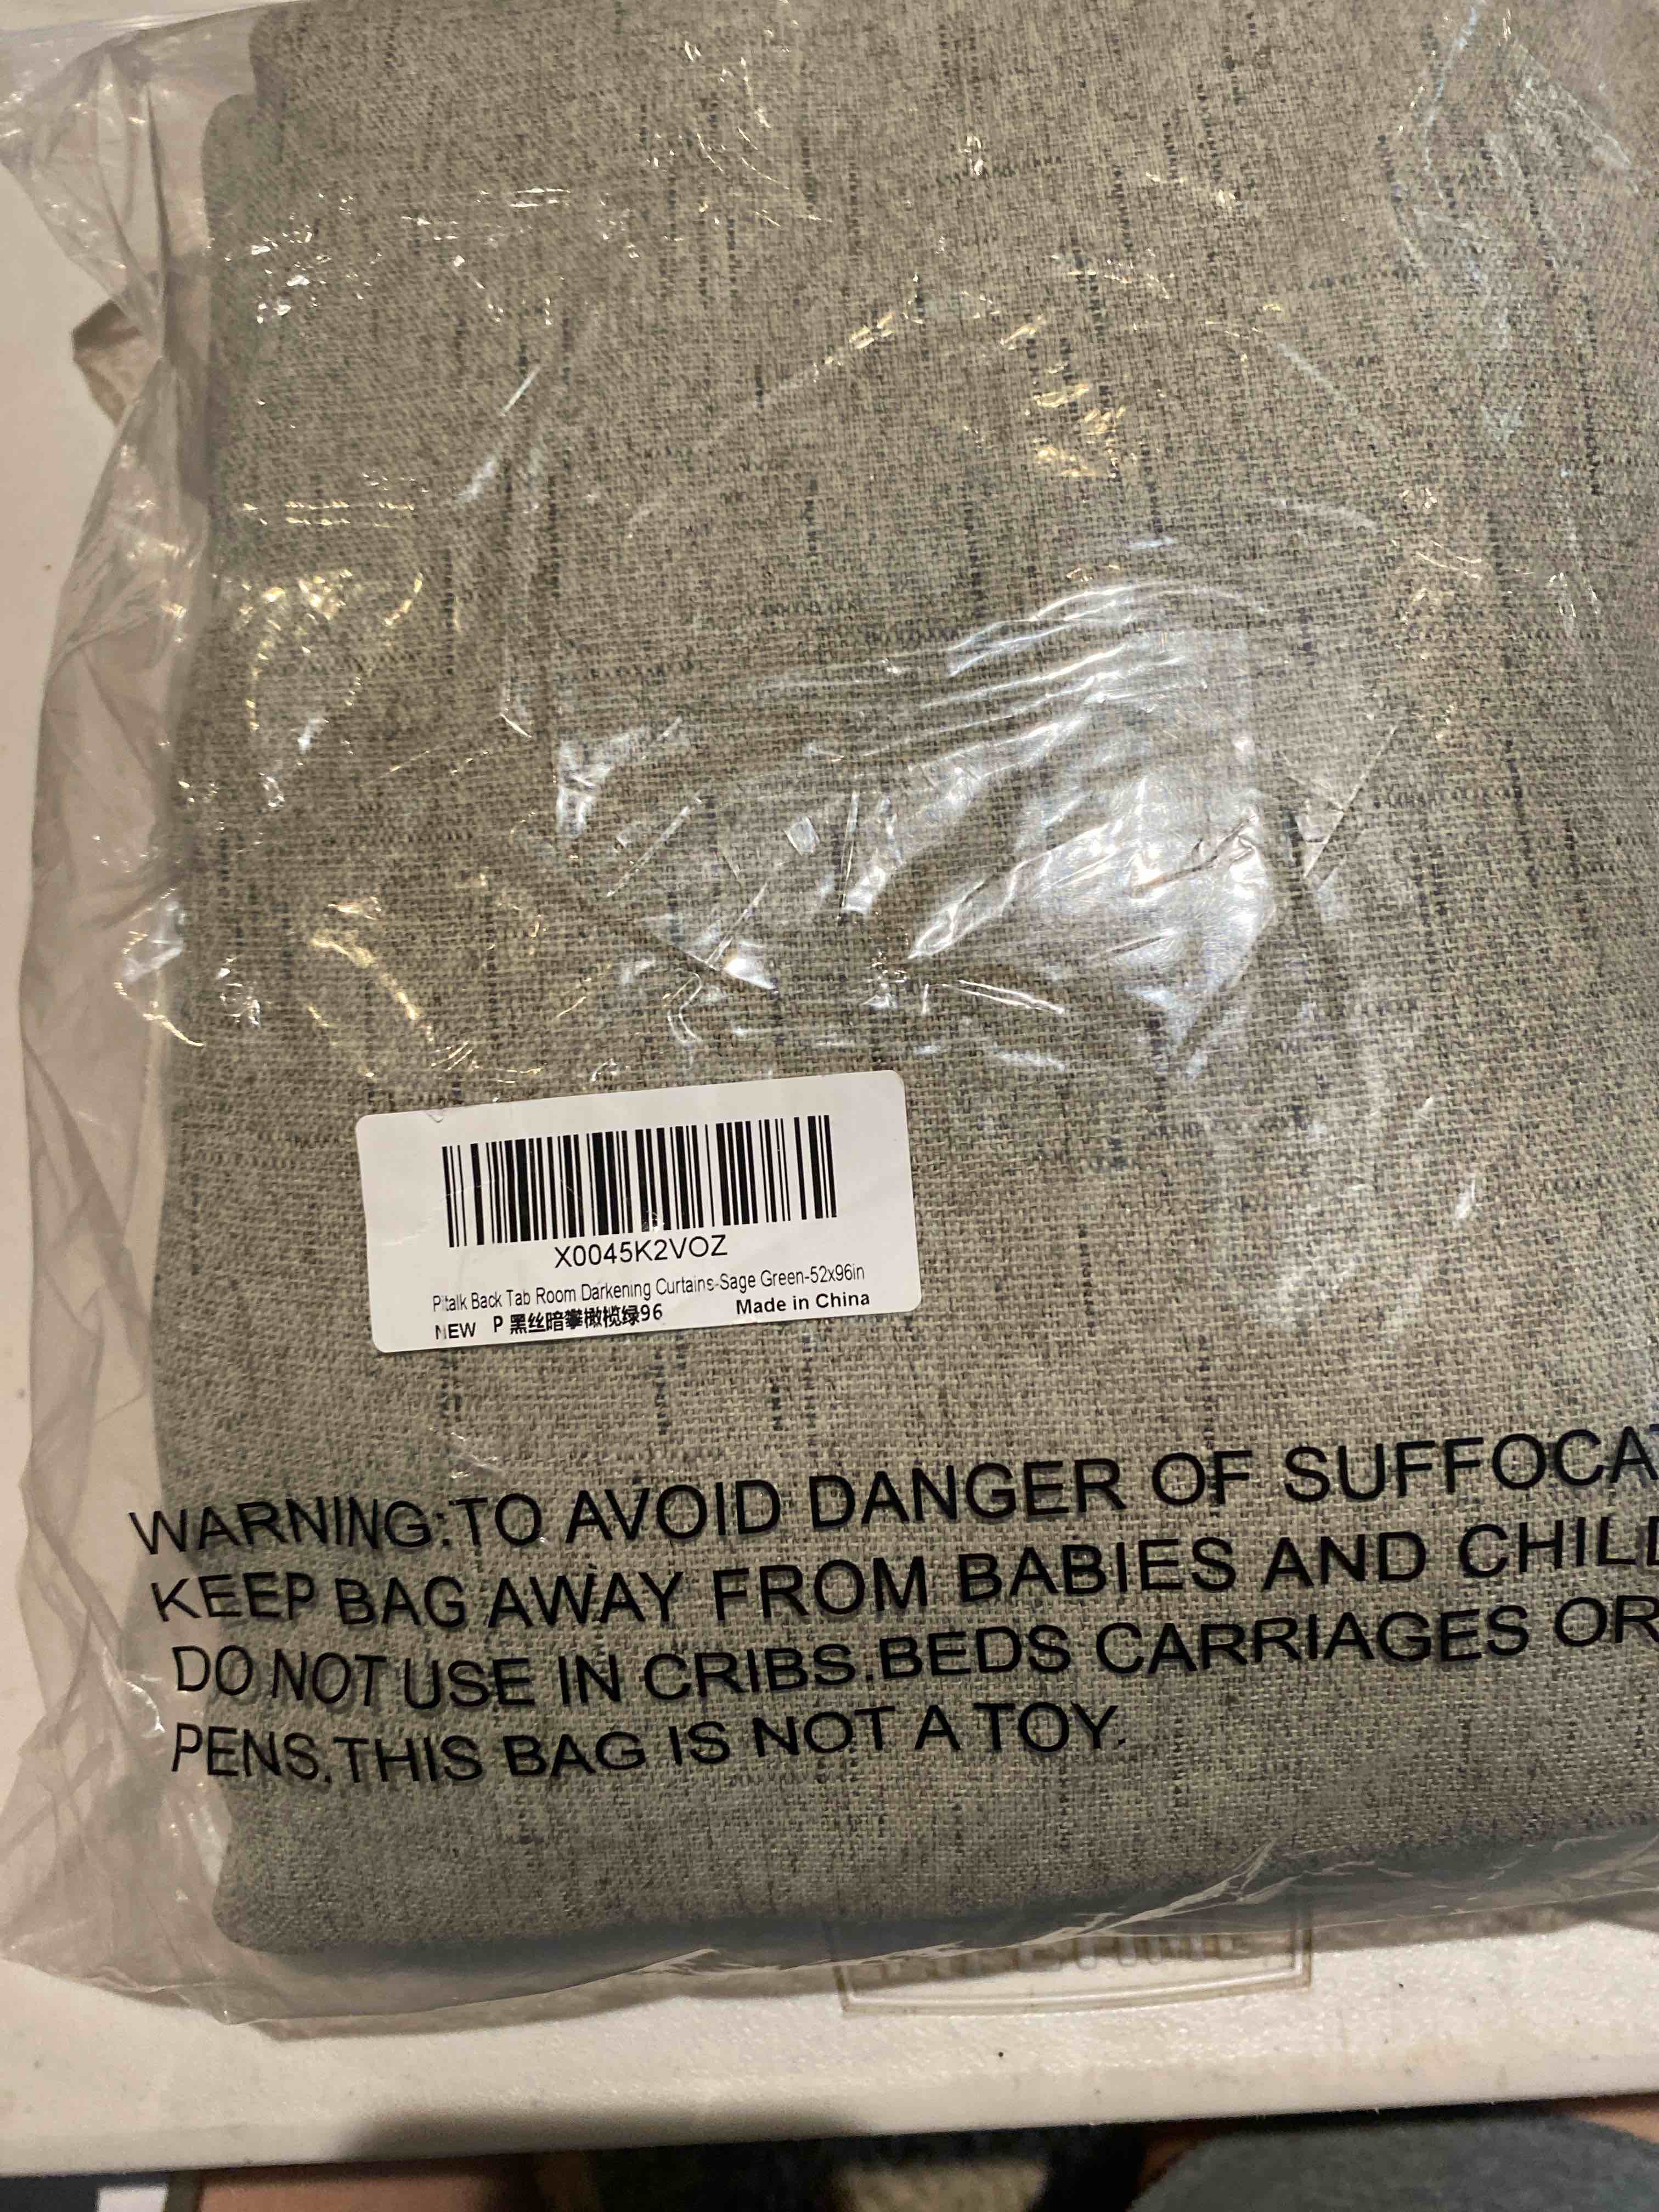 X0045K2VOZ
Pitalk Back Tab Room Darkening Curtains-Sage Green-52x96in
NEW P 黑丝暗攀橄榄绿96 Made in China
WARNING:TO AVOID DANGER OF SUFFOCA
KEEP BAG AWAY FROM BABIES AND CHIL
DO NOT USE IN CRIBS.BEDS CARRIAGES OR
PENS.THIS BAG IS NOT A TOY.